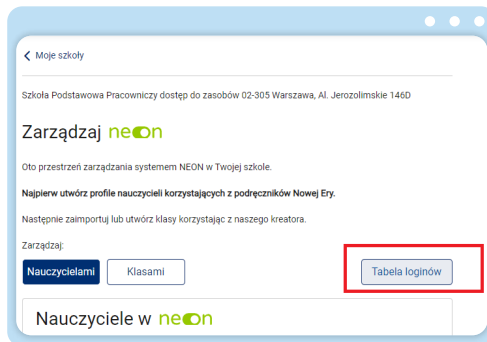 Moje szkoły
Szkoła Podstawowa Pracowniczy dostęp do zasobów 02-305 Warszawa, Al. Jerozolimskie 146D
Zarządzaj neon
Oto przestrzeń zarządzania systemem NEON w Twojej szkole.
Najpierw utwórz profile nauczycieli korzystających z podręczników Nowej Ery.
Następnie zaimportuj lub utwórz klasy korzystając z naszego kreatora.
Zarządzaj:
Nauczycielami Klasami Tabela loginów
Nauczyciele w neon